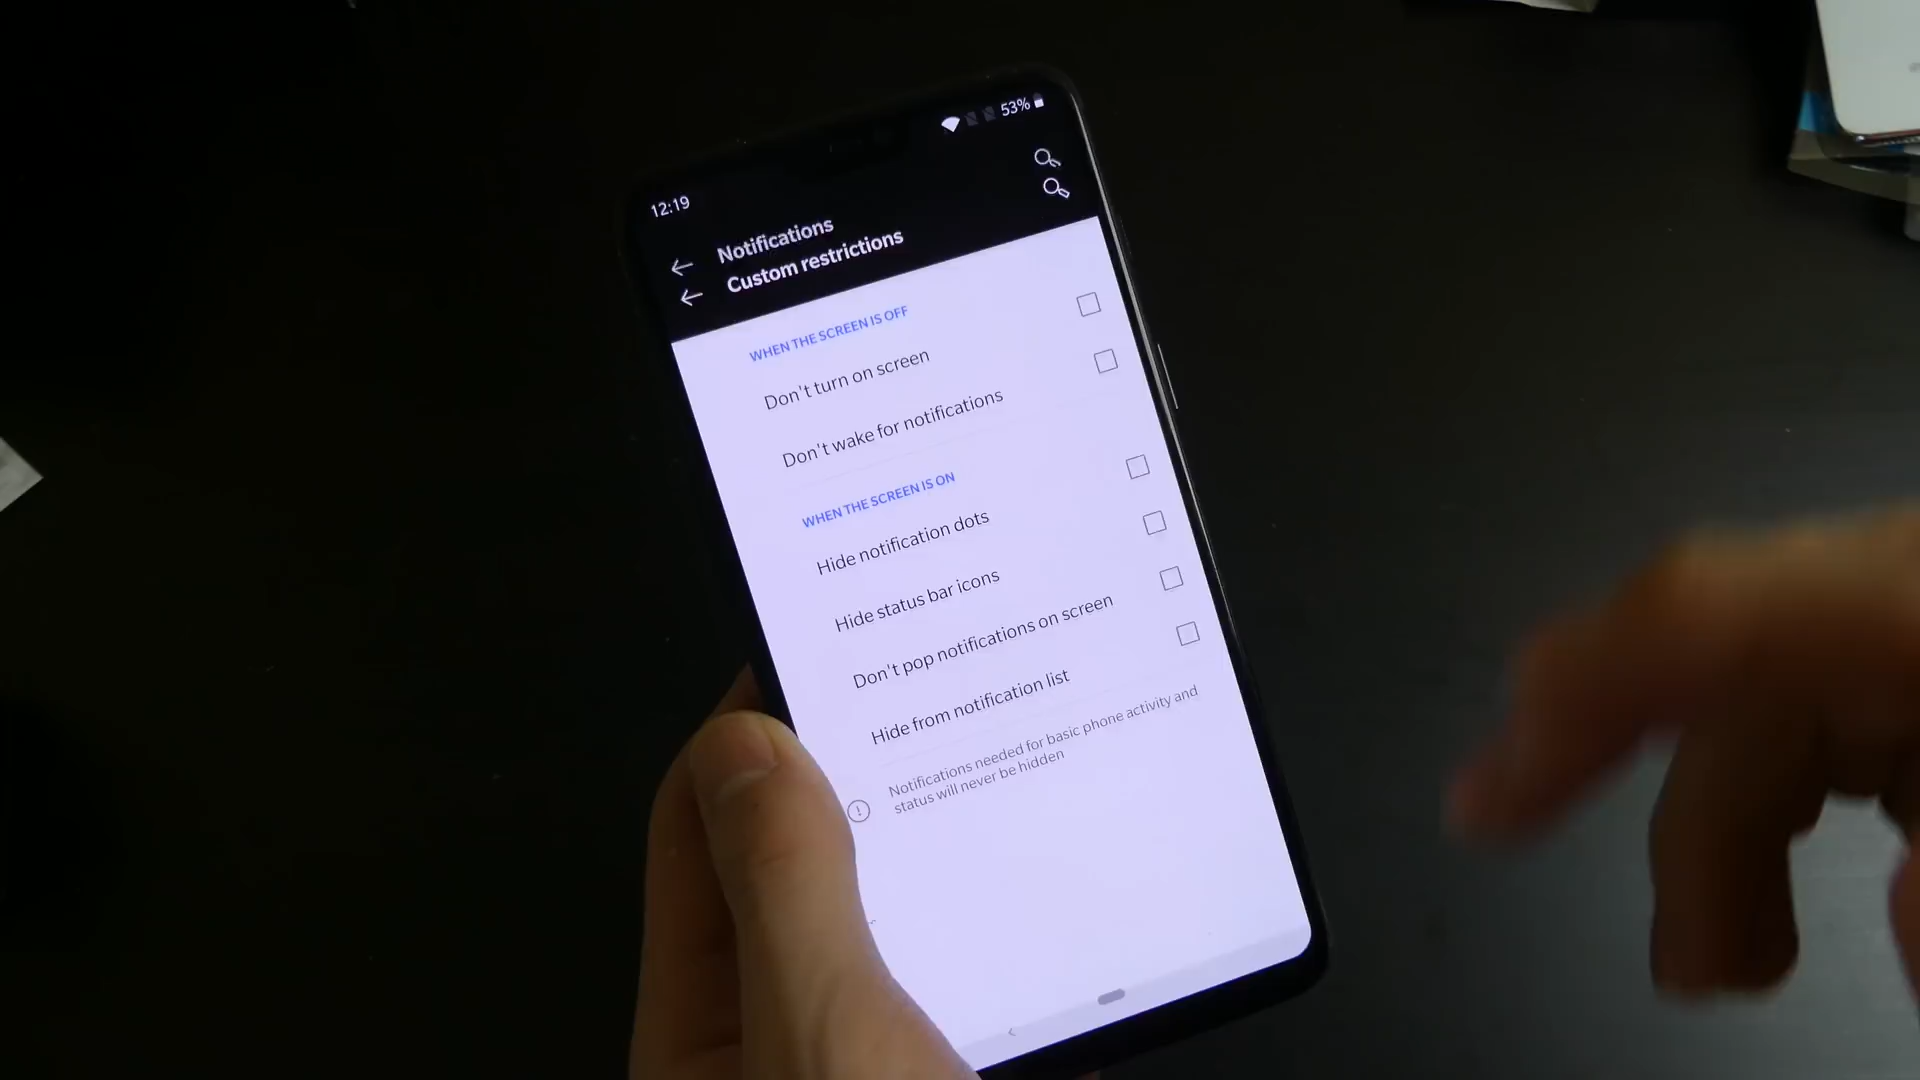 12:19
53%
Notifications
Custom restrictions
WHEN THE SCREEN IS OFF
Don't turn on screen
Don't wake for notifications
WHEN THE SCREEN IS ON
Hide notification dots
Hide status bar icons
Don't pop notifications on screen
Hide from notification list
Notifications needed for basic phone activity and
status will never be hidden